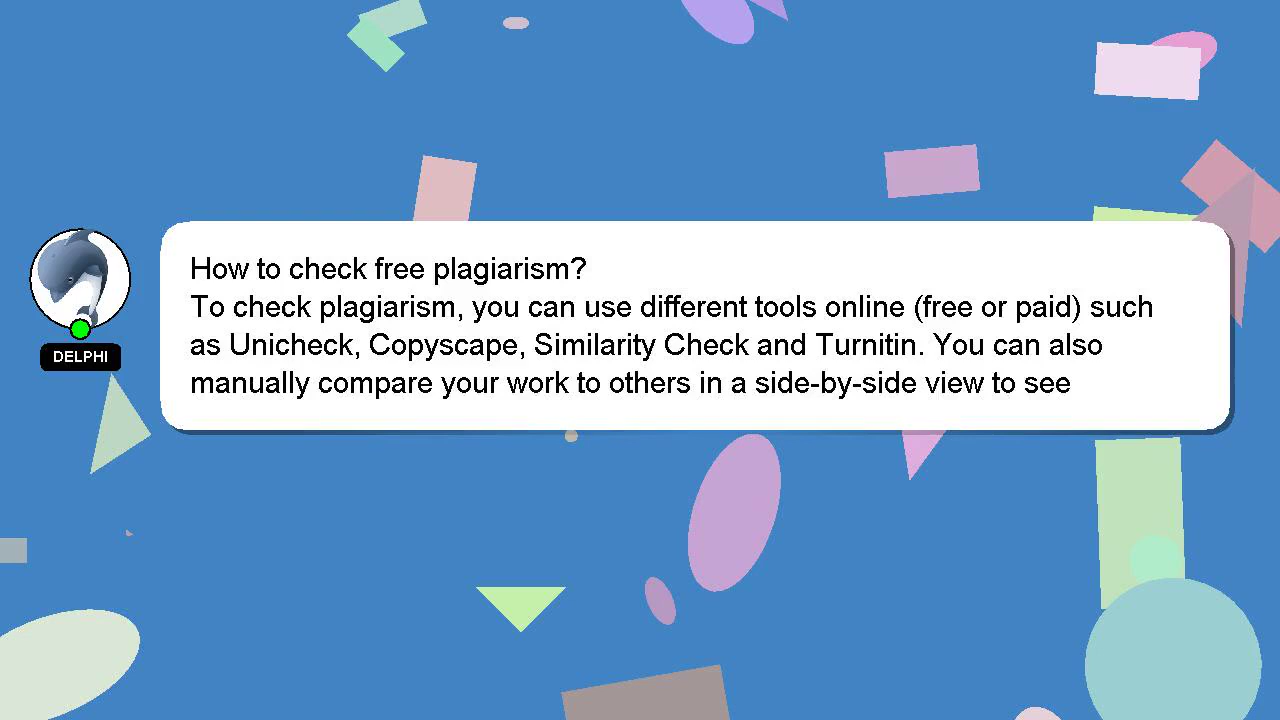 How to check free plagiarism?
To check plagiarism, you can use different tools online (free or paid) such
as Unicheck, Copyscape, Similarity Check and Turnitin. You can also
manually compare your work to others in a side-by-side view to see
DELPHI